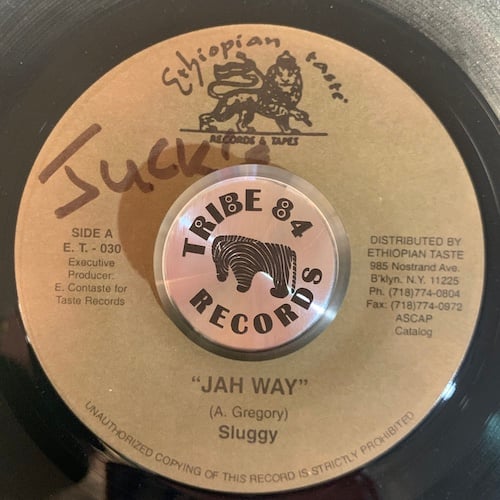 Ethiopian taste
RECORDS & TAPES
SIDE A
E. T. - 030
Executive
Producer:
E. Contaste for
Taste Records
TRIBE 84
RECORDS
DISTRIBUTED BY
ETHIOPIAN TASTE
985 Nostrand Ave.
B'klyn. N.Y. 11225
Ph. (718)774-0804
Fax: (718)774-0972
ASCAP
Catalog
"JAH WAY"
(A. Gregory)
Sluggy
UNAUTHORIZED COPYING OF THIS RECORD IS STRICTLY PROHIBITED